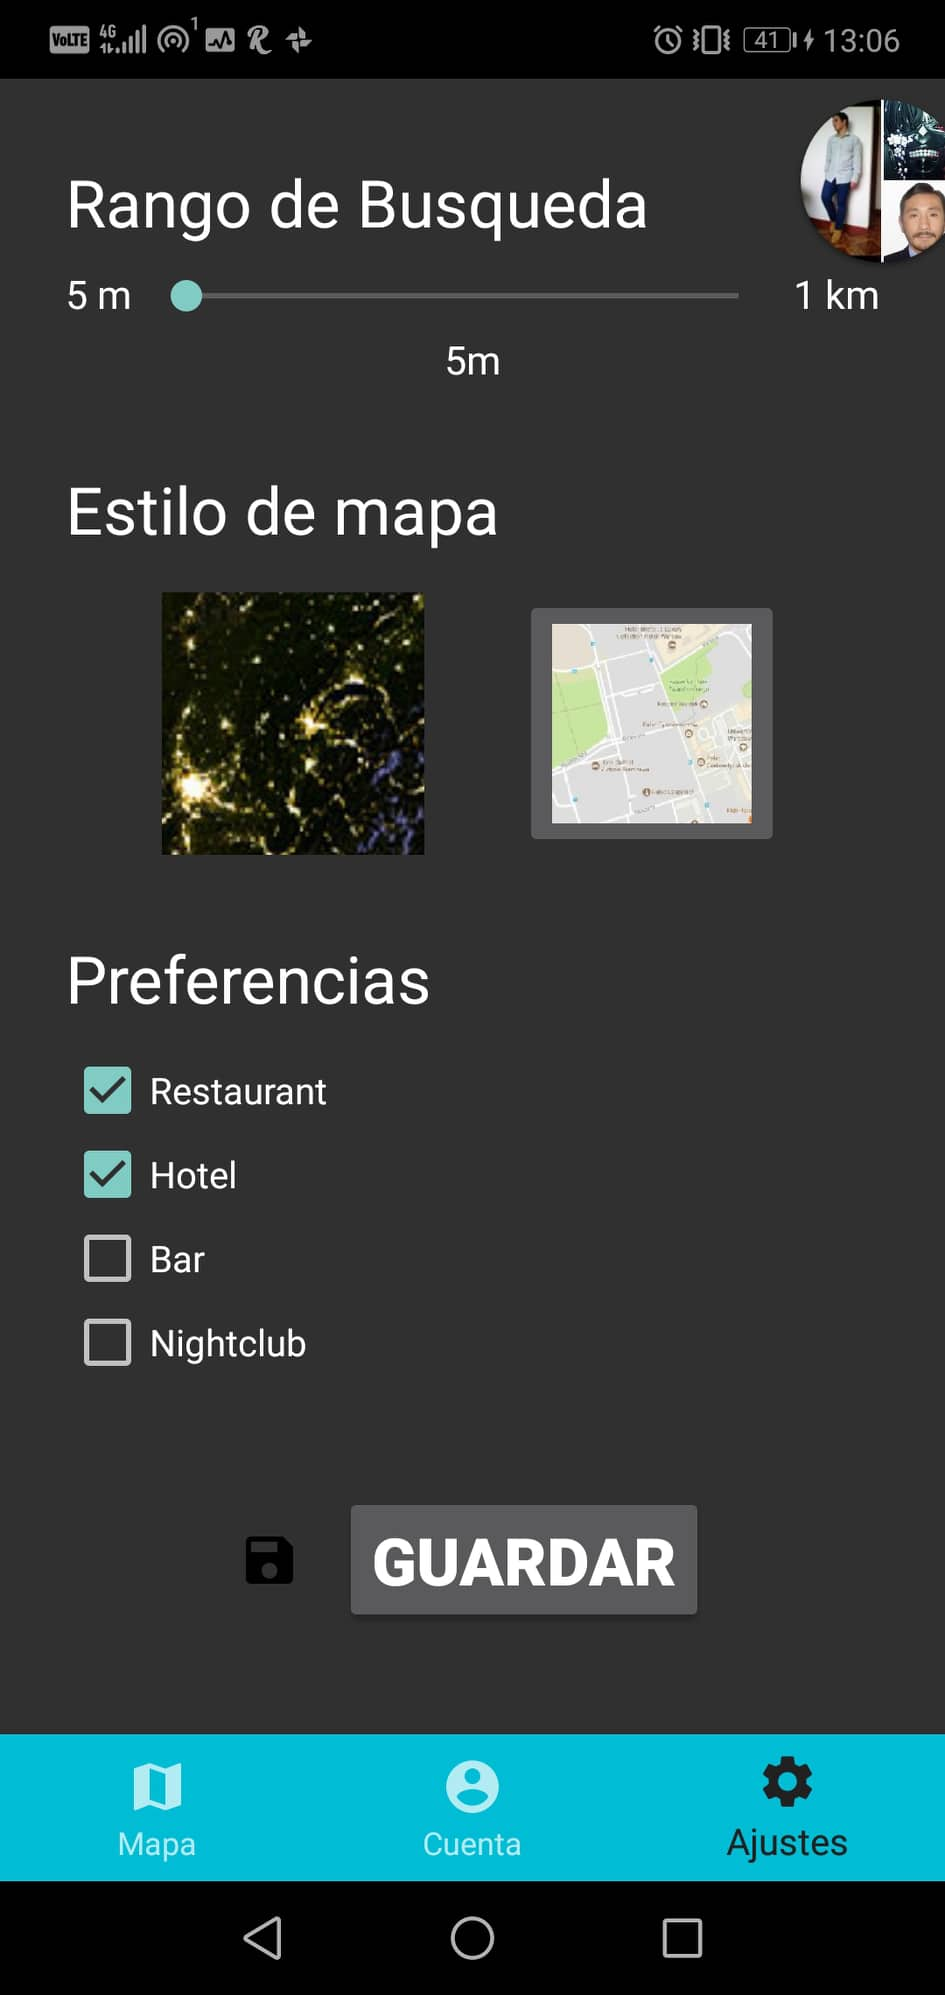 VoLTE 4G 1 41 13:06
Rango de Busqueda
5 m 1 km
5m
Estilo de mapa
Preferencias
Restaurant
Hotel
Bar
Nightclub
GUARDAR
Mapa Cuenta Ajustes